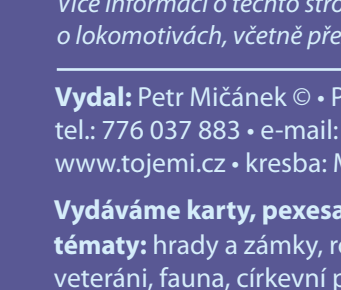 Více informací o těchto
o lokomotivách, včetně
Vydal: Petr Mičánek © •
tel.: 776 037 883 • e-mail:
www.tojemi.cz • kresba:
Vydáváme karty, pexesa
tématy: hrady a zámky,
veteráni, fauna, církevní